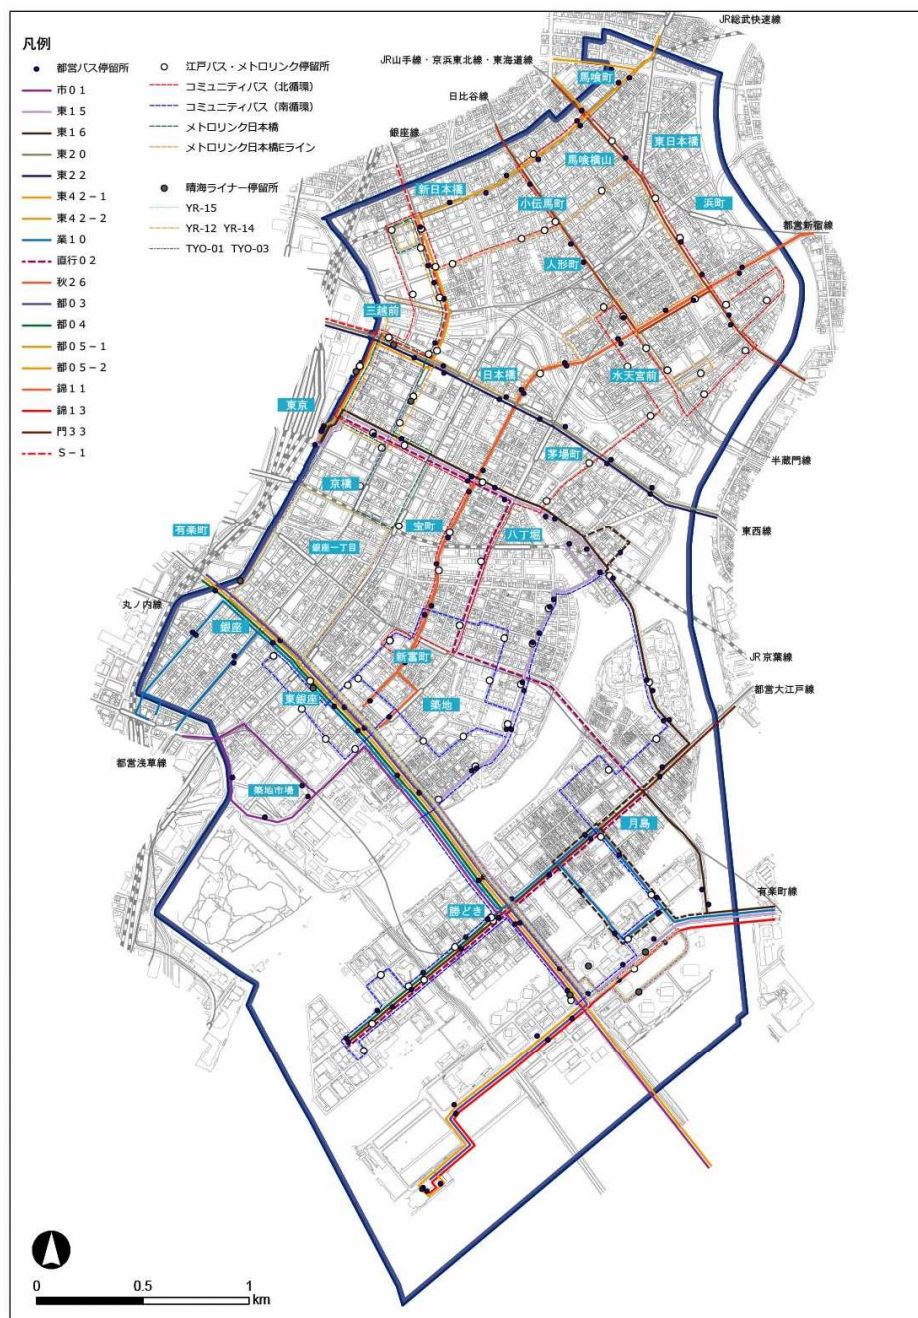 凡例
都営バス停留所
市01
東15
東16
東20
東22
東42-1
東42-2
業10
直行02
秋26
都03
都04
都05-1
都05-2
錦11
錦13
門33
S-1
江戸バス・メトロリンク停留所
コミュニティバス（北循環）
コミュニティバス（南循環）
メトロリンク日本橋
メトロリンク日本橋Eライン
晴海ライナー停留所
YR-15
YR-12 YR-14
TYO-01 TYO-03
JR総武快速線
JR山手線・京浜東北線・東海道線
日比谷線
銀座線
馬喰町
東日本橋
馬喰横山
新日本橋
小伝馬町
浜町
都営新宿線
人形町
三越前
日本橋
水天宮前
東京
茅場町
半蔵門線
京橋
東西線
宝町
八丁堀
有楽町
銀座一丁目
丸ノ内線
銀座
JR京葉線
新富町
都営大江戸線
東銀座
築地
都営浅草線
築地市場
月島
有楽町線
勝どき
0 0.5 1
km